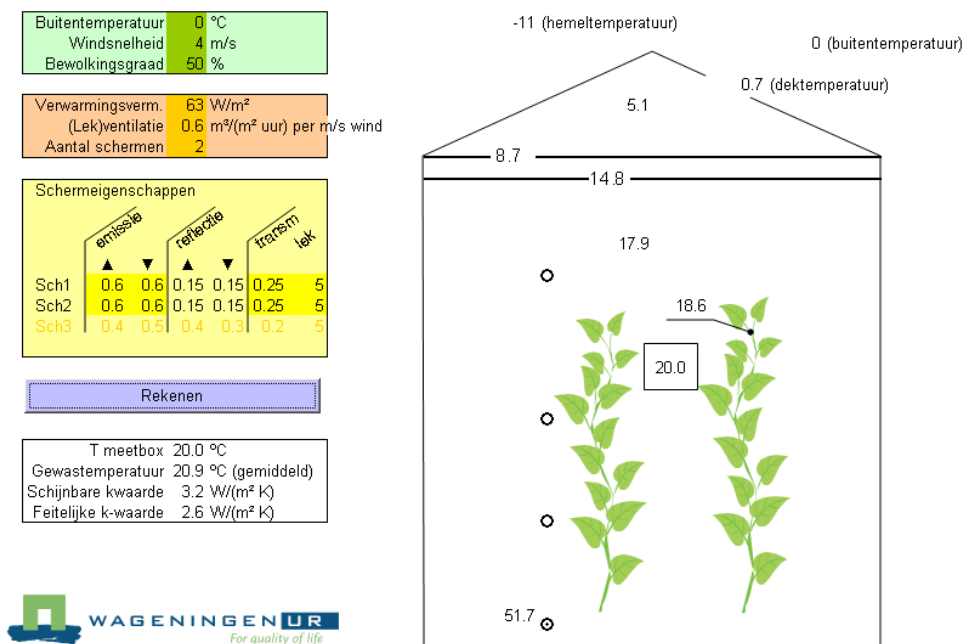 Buitentemperatuur 0 °C
Windsnelheid 4 m/s
Bewolkingsgraad 50 %
Verwarmingsverm. 63 W/m²
(Lek)ventilatie 0.6 m³/(m² uur) per m/s wind
Aantal schermen 2
Schermeigenschappen
emissie reflectie transm lek
▲ ▼ ▲ ▼
Sch1 0.6 0.6 0.15 0.15 0.25 5
Sch2 0.6 0.6 0.15 0.15 0.25 5
Sch3 0.4 0.5 0.4 0.3 0.2 5
Rekenen
T meetbox 20.0 °C
Gewastemperatuur 20.9 °C (gemiddeld)
Schijnbare kwaarde 3.2 W/(m² K)
Feitelijke k-waarde 2.6 W/(m² K)
WAGENINGEN UR
For quality of life
-11 (hemeltemperatuur)
0 (buitentemperatuur)
0.7 (dektemperatuur)
5.1
8.7
14.8
17.9
18.6
20.0
51.7